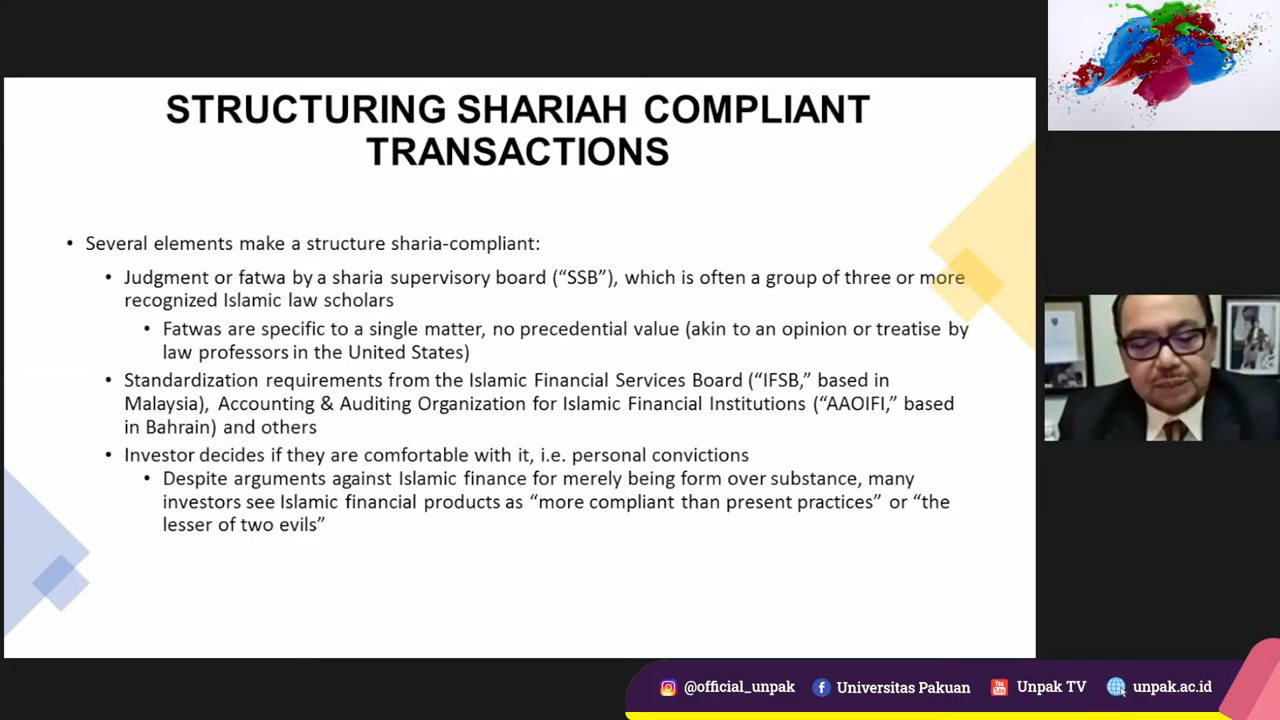 STRUCTURING SHARIAH COMPLIANT
TRANSACTIONS
• Several elements make a structure sharia-compliant:
• Judgment or fatwa by a sharia supervisory board (“SSB”), which is often a group of three or more
recognized Islamic law scholars
• Fatwas are specific to a single matter, no precedential value (akin to an opinion or treatise by
law professors in the United States)
• Standardization requirements from the Islamic Financial Services Board (“IFSB,” based in
Malaysia), Accounting & Auditing Organization for Islamic Financial Institutions (“AAOIFI,” based
in Bahrain) and others
• Investor decides if they are comfortable with it, i.e. personal convictions
• Despite arguments against Islamic finance for merely being form over substance, many
investors see Islamic financial products as “more compliant than present practices” or “the
lesser of two evils”
@official_unpak Universitas Pakuan Unpak TV unpak.ac.id